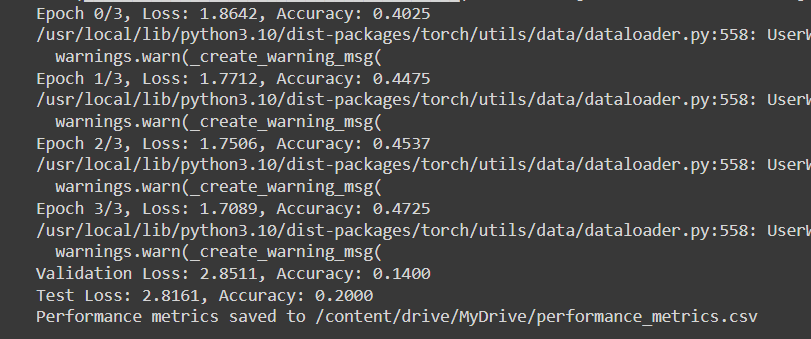 Epoch 0/3, Loss: 1.8642, Accuracy: 0.4025
/usr/local/lib/python3.10/dist-packages/torch/utils/data/dataloader.py:558: UserW
warnings.warn(_create_warning_msg(
Epoch 1/3, Loss: 1.7712, Accuracy: 0.4475
/usr/local/lib/python3.10/dist-packages/torch/utils/data/dataloader.py:558: UserW
warnings.warn(_create_warning_msg(
Epoch 2/3, Loss: 1.7506, Accuracy: 0.4537
/usr/local/lib/python3.10/dist-packages/torch/utils/data/dataloader.py:558: UserW
warnings.warn(_create_warning_msg(
Epoch 3/3, Loss: 1.7089, Accuracy: 0.4725
/usr/local/lib/python3.10/dist-packages/torch/utils/data/dataloader.py:558: UserW
warnings.warn(_create_warning_msg(
Validation Loss: 2.8511, Accuracy: 0.1400
Test Loss: 2.8161, Accuracy: 0.2000
Performance metrics saved to /content/drive/MyDrive/performance_metrics.csv